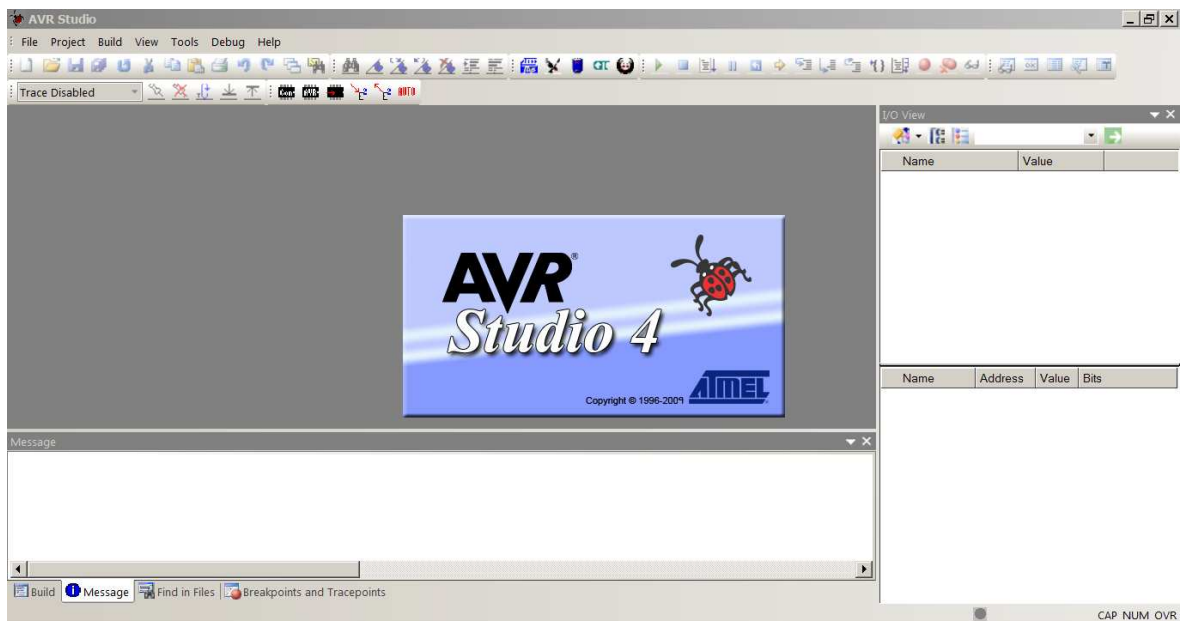 AVR Studio
File Project Build View Tools Debug Help
Trace Disabled
I/O View
Name Value
AVR®
Studio 4
ATMEL
Copyright © 1996-2009
Name Address Value Bits
Message
Build Message Find in Files Breakpoints and Tracepoints
CAP NUM OVR